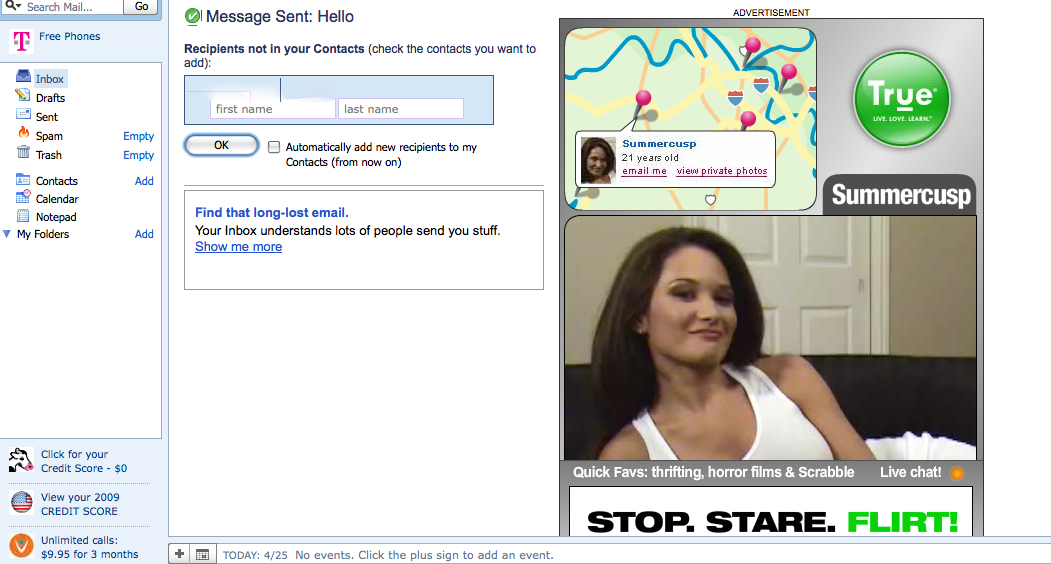 Search Mail...
Go
Free Phones
Inbox
Drafts
Sent
Spam Empty
Trash Empty
Contacts Add
Calendar
Notepad
My Folders Add
Click for your
Credit Score - $0
View your 2009
CREDIT SCORE
Unlimited calls:
$9.95 for 3 months
Message Sent: Hello
Recipients not in your Contacts (check the contacts you want to
add):
first name last name
OK
Automatically add new recipients to my
Contacts (from now on)
Find that long-lost email.
Your Inbox understands lots of people send you stuff.
Show me more
ADVERTISEMENT
Summercusp
21 years old
email me view private photos
True
LIVE. LOVE. LEARN.™
Summercusp
Quick Favs: thrifting, horror films & Scrabble Live chat!
STOP. STARE. FLIRT!
TODAY: 4/25 No events. Click the plus sign to add an event.